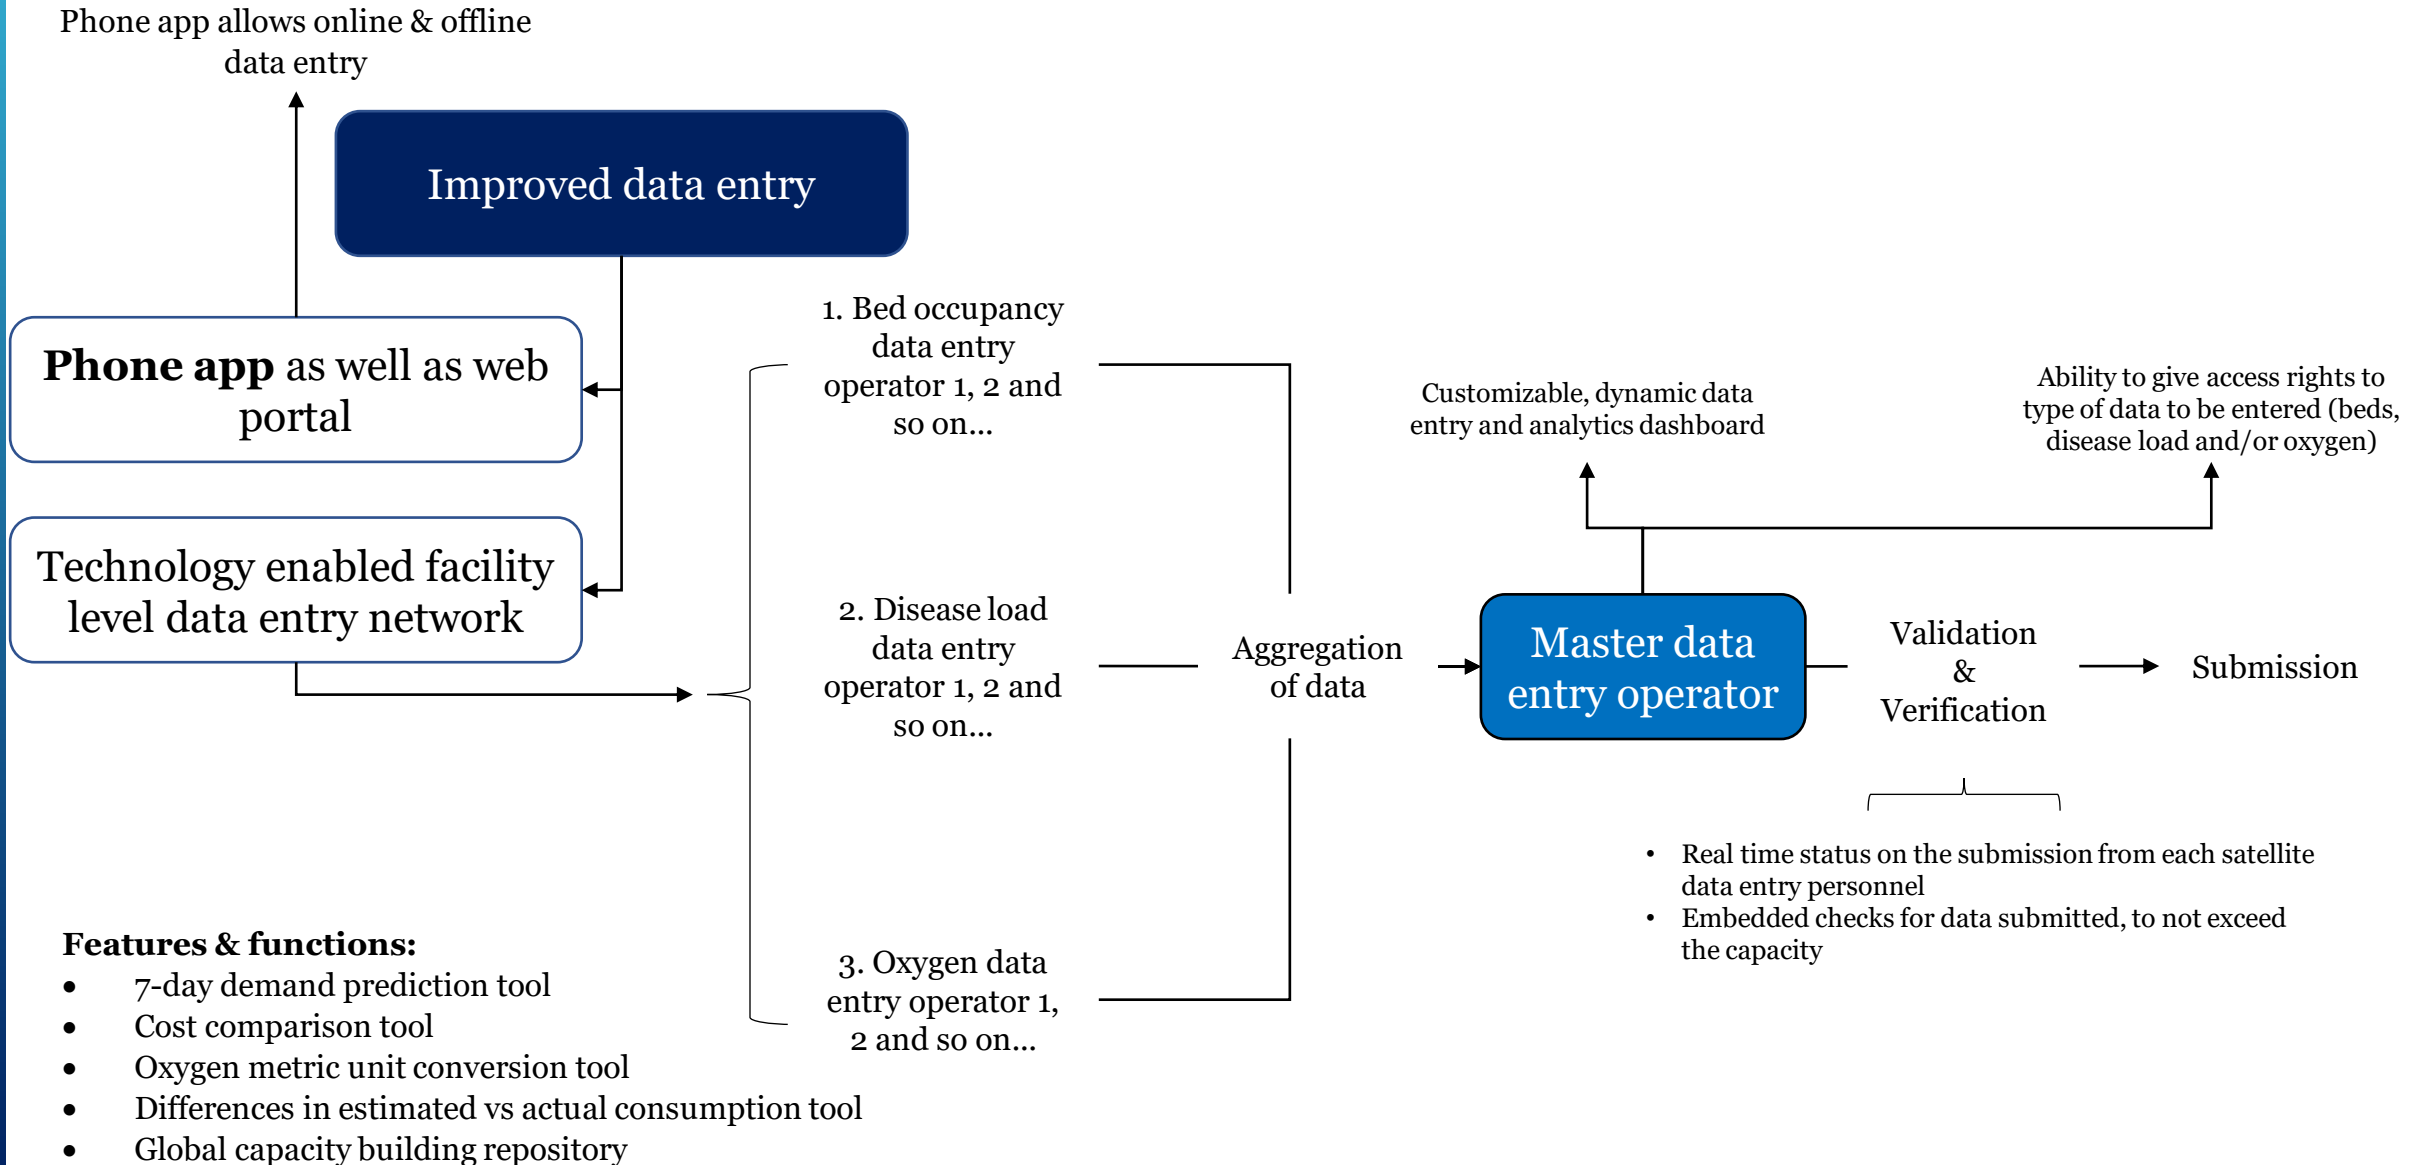 Phone app allows online & offline
data entry
Improved data entry
Phone app as well as web
portal
Technology enabled facility
level data entry network
1. Bed occupancy
data entry
operator 1, 2 and
so on...
2. Disease load
data entry
operator 1, 2 and
so on...
3. Oxygen data
entry operator 1,
2 and so on...
Aggregation
of data
Customizable, dynamic data
entry and analytics dashboard
Ability to give access rights to
type of data to be entered (beds,
disease load and/or oxygen)
Master data
entry operator
Validation
&
Verification
Submission
• Real time status on the submission from each satellite
data entry personnel
• Embedded checks for data submitted, to not exceed
the capacity
Features & functions:
• 7-day demand prediction tool
• Cost comparison tool
• Oxygen metric unit conversion tool
• Differences in estimated vs actual consumption tool
• Global capacity building repository